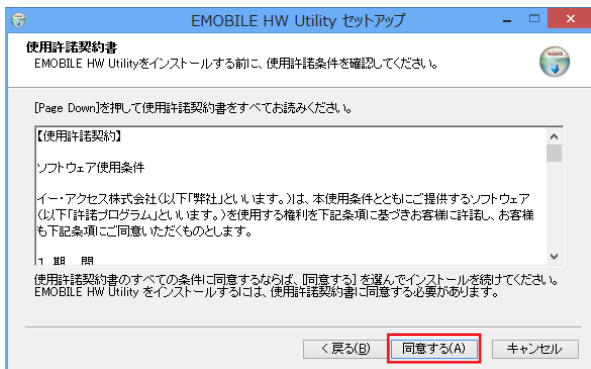 EMOBILE HW Utility セットアップ
使用許諾契約書
EMOBILE HW Utilityをインストールする前に、使用許諾条件を確認してください。
[Page Down]を押して使用許諾契約書をすべてお読みください。
【使用許諾契約】
ソフトウェア使用条件
イー・アクセス株式会社(以下「弊社」といいます。)は、本使用条件とともにご提供するソフトウェア
(以下「許諾プログラム」といいます。)を使用する権利を下記条項に基づきお客様に許諾し、お客様
も下記条項にご同意いただくものとします。
1 期 間
使用許諾契約書のすべての条件に同意するならば、[同意する] を選んでインストールを続けてください。
EMOBILE HW Utility をインストールするには、使用許諾契約書に同意する必要があります。
< 戻る(B)
同意する(A)
キャンセル